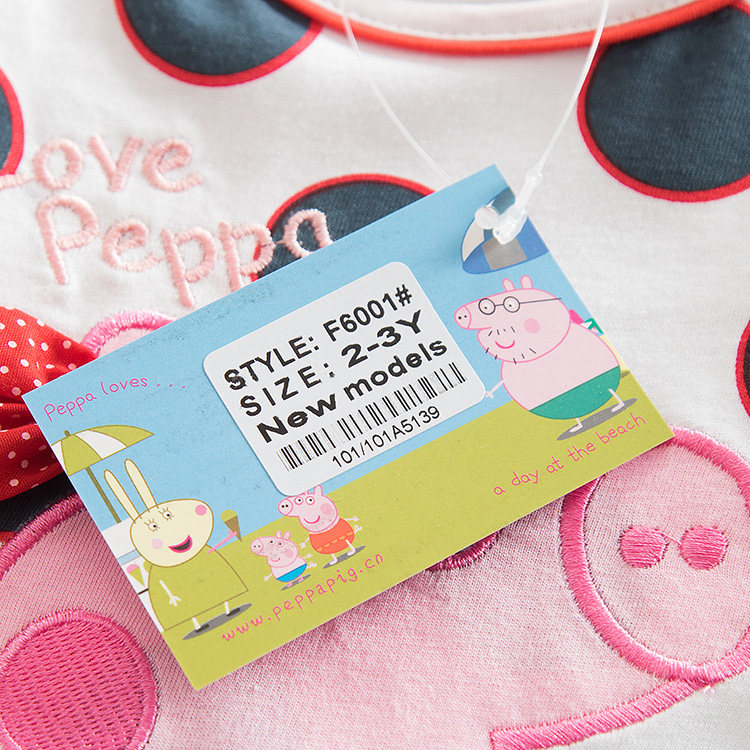 Love
Peppa
Peppa loves...
STYLE: F6001#
SIZE: 2-3Y
New models
101/101A5139
a day at the beach
www.peppapig.cn